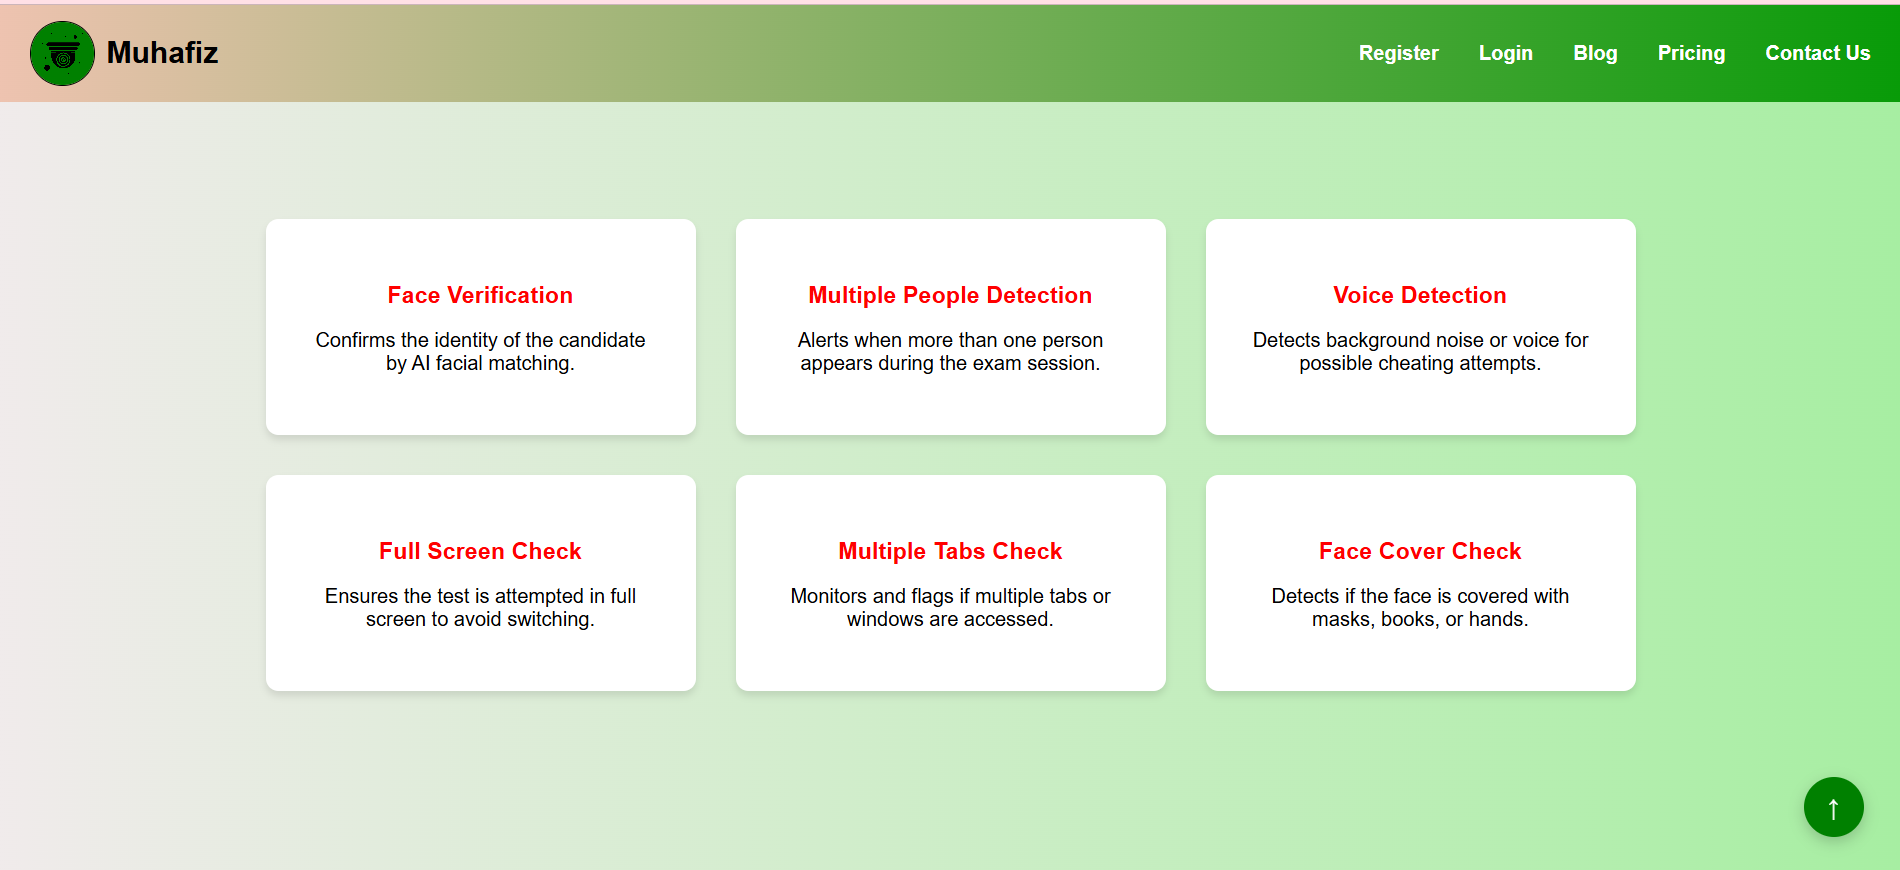 Muhafiz
Register Login Blog Pricing Contact Us
Face Verification
Confirms the identity of the candidate
by AI facial matching.
Multiple People Detection
Alerts when more than one person
appears during the exam session.
Voice Detection
Detects background noise or voice for
possible cheating attempts.
Full Screen Check
Ensures the test is attempted in full
screen to avoid switching.
Multiple Tabs Check
Monitors and flags if multiple tabs or
windows are accessed.
Face Cover Check
Detects if the face is covered with
masks, books, or hands.
↑